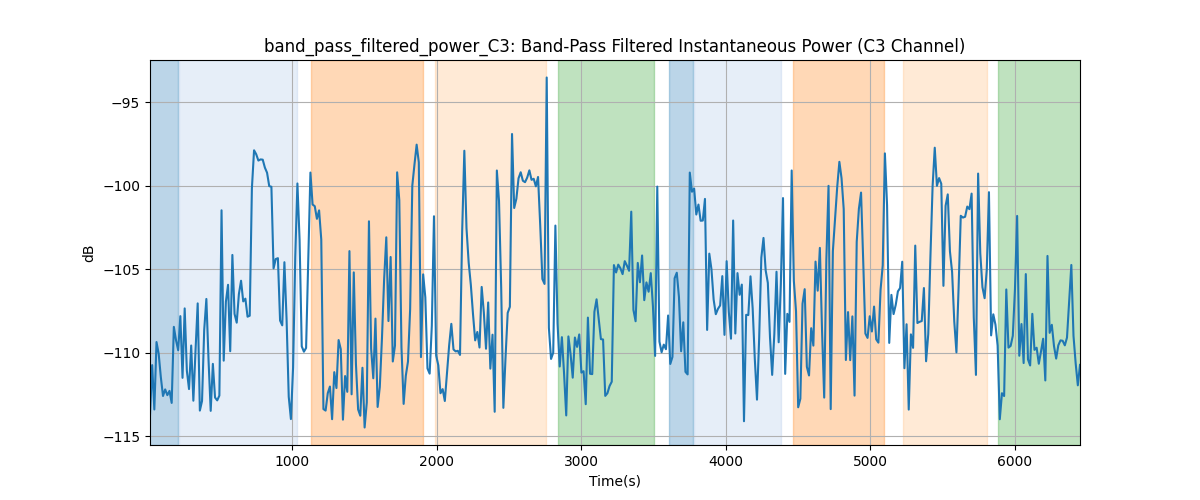 band_pass_filtered_power_C3: Band-Pass Filtered Instantaneous Power (C3 Channel)
dB
−95
−100
−105
−110
−115
1000 2000 3000 4000 5000 6000
Time(s)